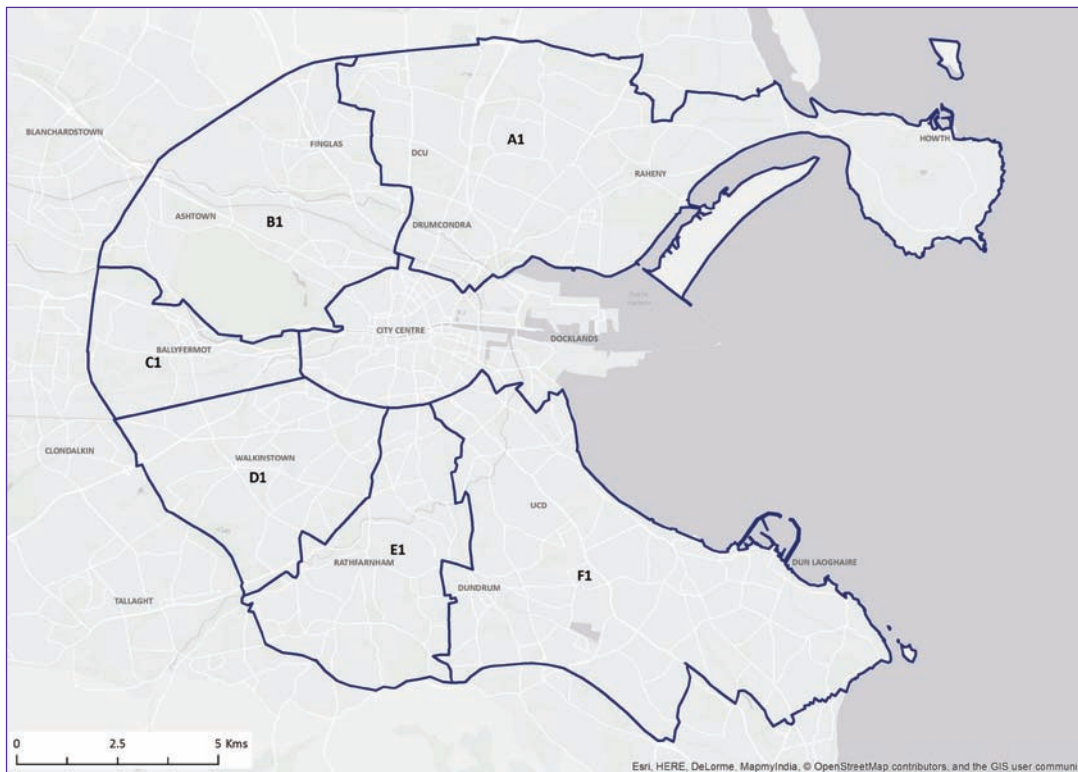 HOWTH
BLANCHARDSTOWN
FINGLAS
A1
DCU
RAHENY
ASHTOWN
B1
DRUMCONDRA
CITY CENTRE
DOCKLANDS
BALLYFERMOT
C1
CLONDALKIN
WALKINSTOWN
D1
UCD
E1
RATHFARNHAM
DUN LAOGHAIRE
F1
DUNDRUM
TALLAGHT
0 2.5 5 Kms
Esri, HERE, DeLorme, MapmyIndia, © OpenStreetMap contributors, and the GIS user communi